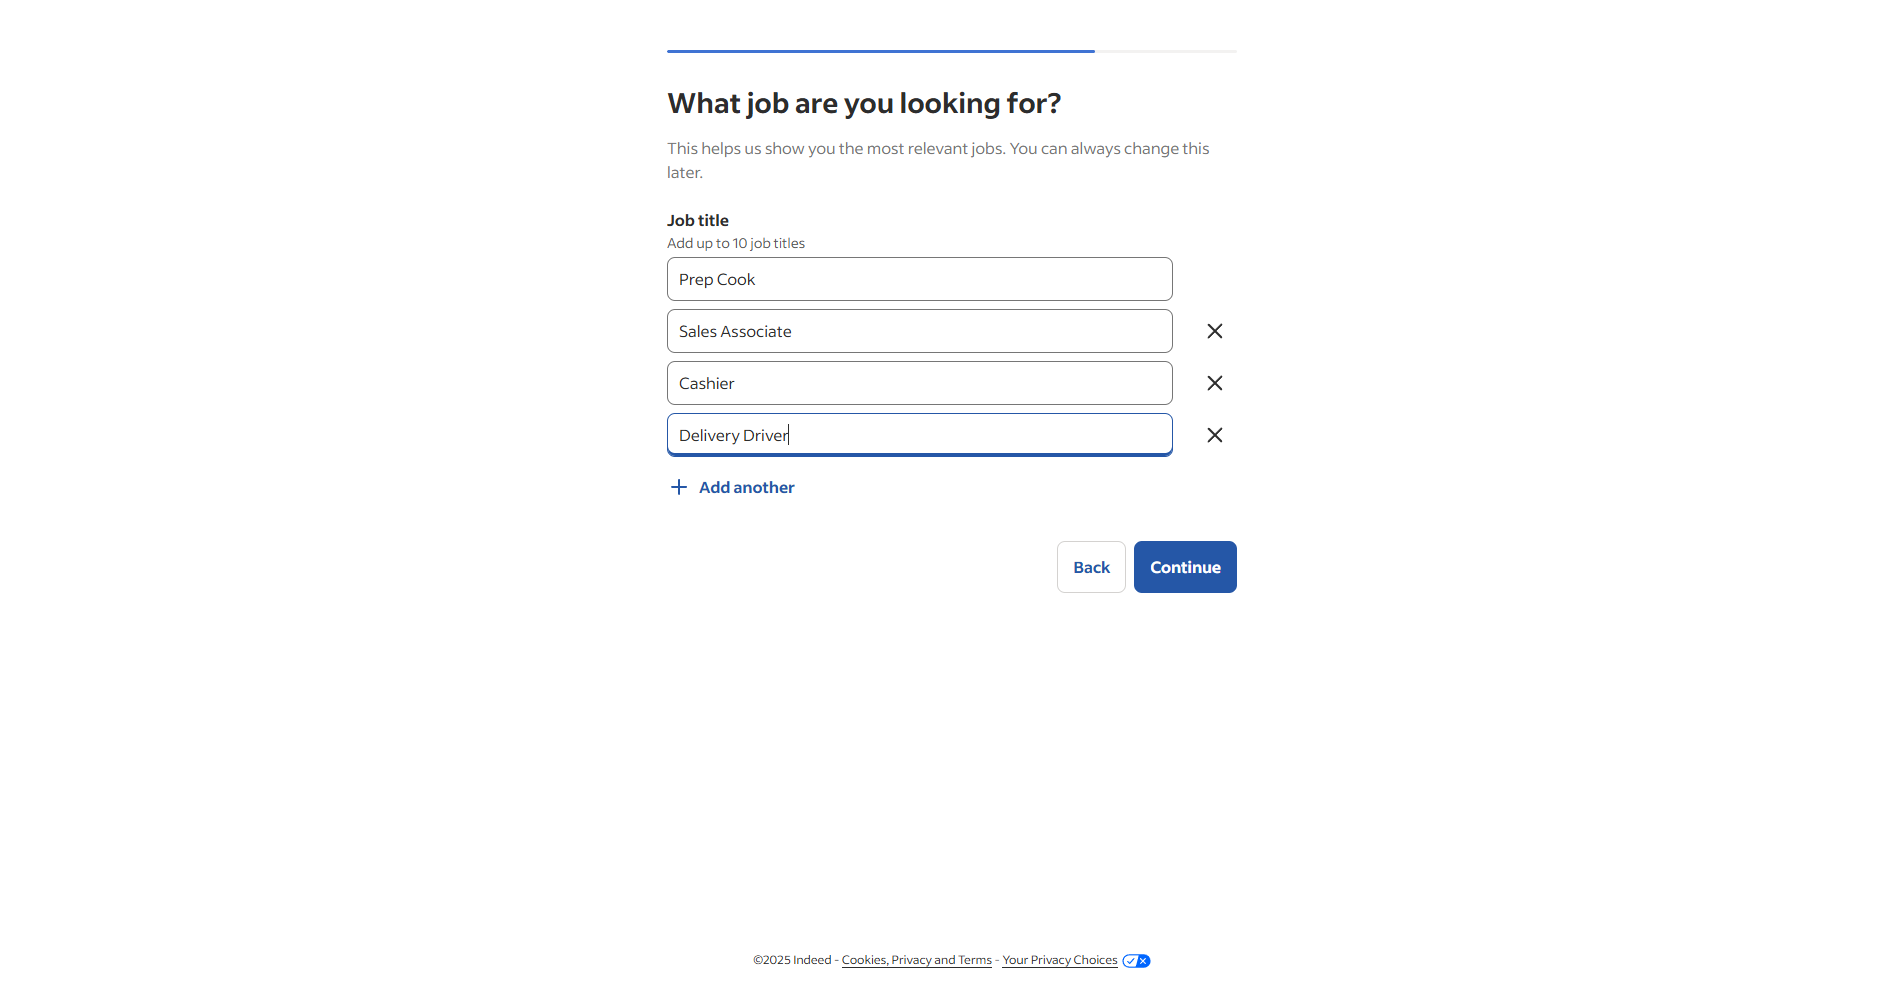 What job are you looking for?
This helps us show you the most relevant jobs. You can always change this
later.
Job title
Add up to 10 job titles
Prep Cook
Sales Associate
Cashier
Delivery Driver
Add another
Back
Continue
©2025 Indeed - Cookies, Privacy and Terms - Your Privacy Choices